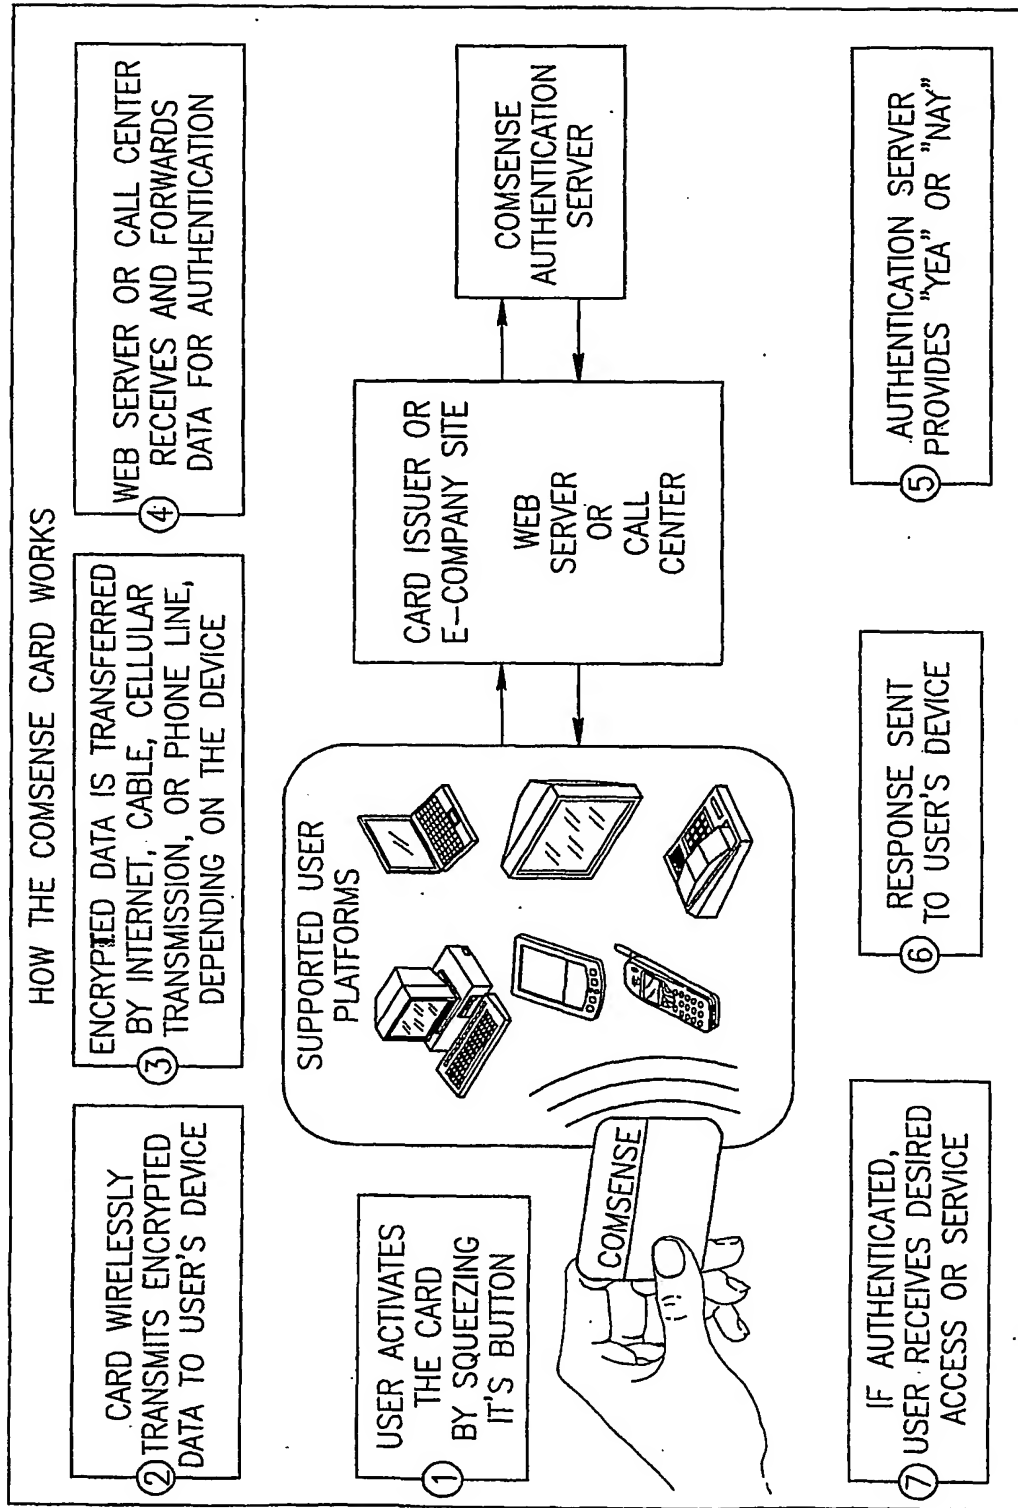 HOW THE COMSENSE CARD WORKS
② CARD WIRELESSLY
TRANSMITS ENCRYPTED
DATA TO USER'S DEVICE
③ ENCRYPTED DATA IS TRANSFERRED
BY INTERNET, CABLE, CELLULAR
TRANSMISSION, OR PHONE LINE,
DEPENDING ON THE DEVICE
④ WEB SERVER OR CALL CENTER
RECEIVES AND FORWARDS
DATA FOR AUTHENTICATION
① USER ACTIVATES
THE CARD
BY SQUEEZING
IT'S BUTTON
COMSENSE
SUPPORTED USER
PLATFORMS
CARD ISSUER OR
E-COMPANY SITE
WEB
SERVER
OR
CALL
CENTER
COMSENSE
AUTHENTICATION
SERVER
⑦ IF AUTHENTICATED,
USER RECEIVES DESIRED
ACCESS OR SERVICE
⑥ RESPONSE SENT
TO USER'S DEVICE
⑤ AUTHENTICATION SERVER
PROVIDES "YEA" OR "NAY"